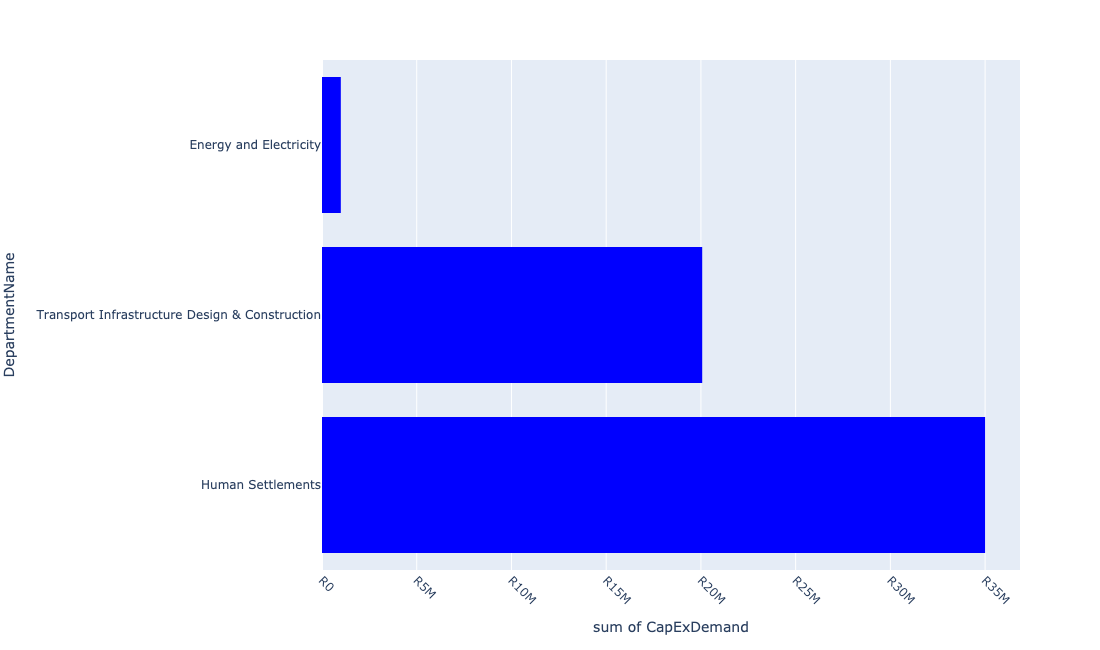 Energy and Electricity
Transport Infrastructure Design & Construction
Human Settlements
DepartmentName
R0
R5M
R10M
R15M
R20M
R25M
R30M
R35M
sum of CapExDemand